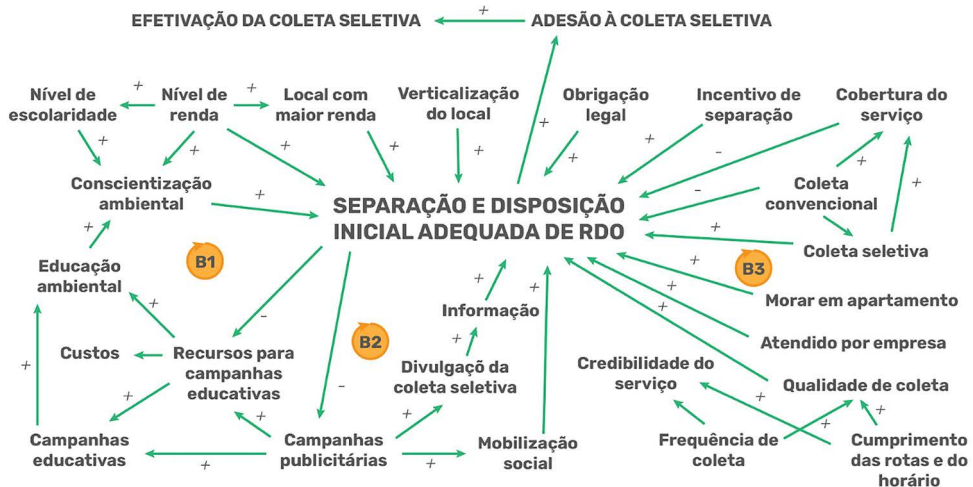 EFETIVAÇÃO DA COLETA SELETIVA
+
ADESÃO À COLETA SELETIVA
Nível de
escolaridade
+
Nível de
renda
+
Local com
maior renda
Verticalização
do local
Obrigação
legal
Incentivo de
separação
Cobertura do
serviço
+
+
+
+
+
+
+
+
-
+
Conscientização
ambiental
+
-
Coleta
convencional
+
SEPARAÇÃO E DISPOSIÇÃO
INICIAL ADEQUADA DE RDO
+
+
Coleta seletiva
B1
Educação
ambiental
+
B3
+
+
Morar em apartamento
+
-
Informação
+
Atendido por empresa
B2
+
Custos
Recursos para
campanhas
educativas
Divulgaçõ da
coleta seletiva
Credibilidade do
serviço
Qualidade de coleta
+
+
-
+
+
+
+
Campanhas
educativas
+
Campanhas
publicitárias
+
Mobilização
social
Frequência de
coleta
Cumprimento
das rotas e do
horário